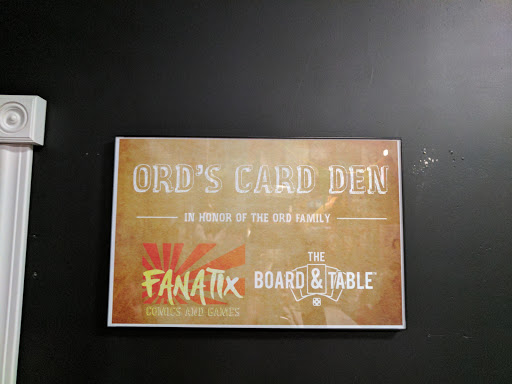 ORD'S CARD DEN
IN HONOR OF THE ORD FAMILY
FANATIX
COMICS AND GAMES
THE
BOARD & TABLE